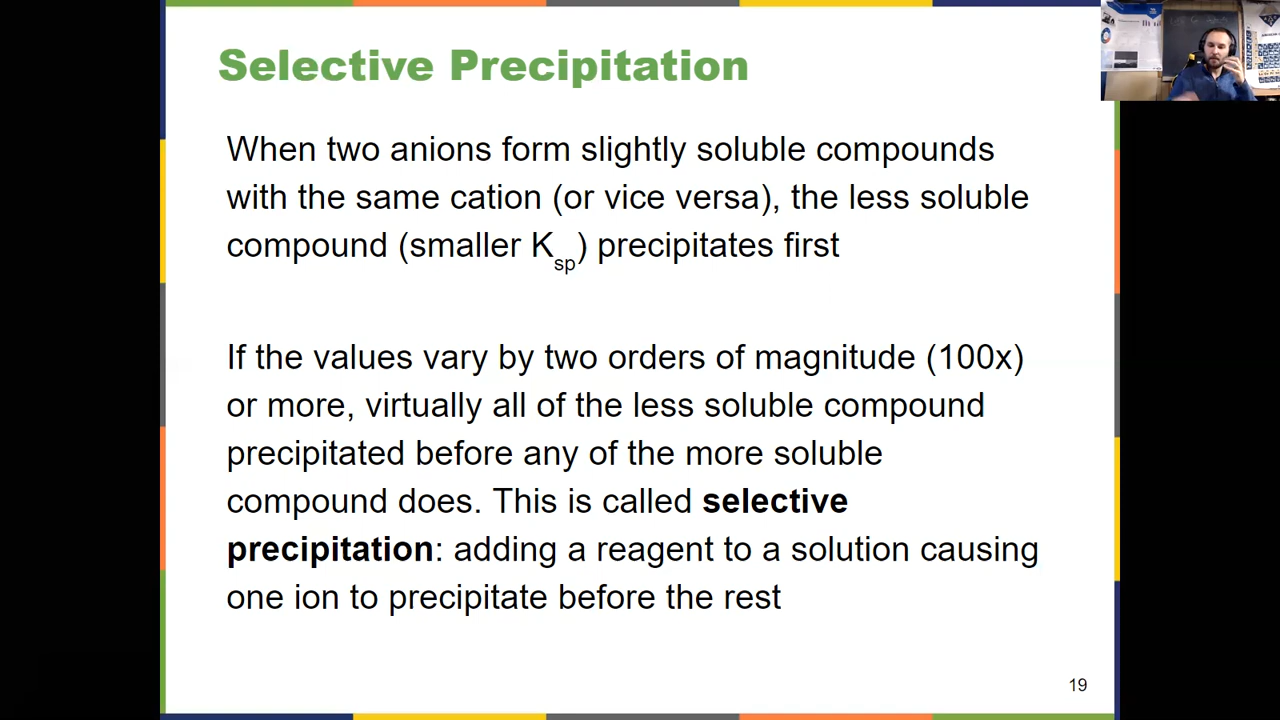 Selective Precipitation
When two anions form slightly soluble compounds
with the same cation (or vice versa), the less soluble
compound (smaller Ksp) precipitates first
If the values vary by two orders of magnitude (100x)
or more, virtually all of the less soluble compound
precipitated before any of the more soluble
compound does. This is called selective
precipitation: adding a reagent to a solution causing
one ion to precipitate before the rest
19